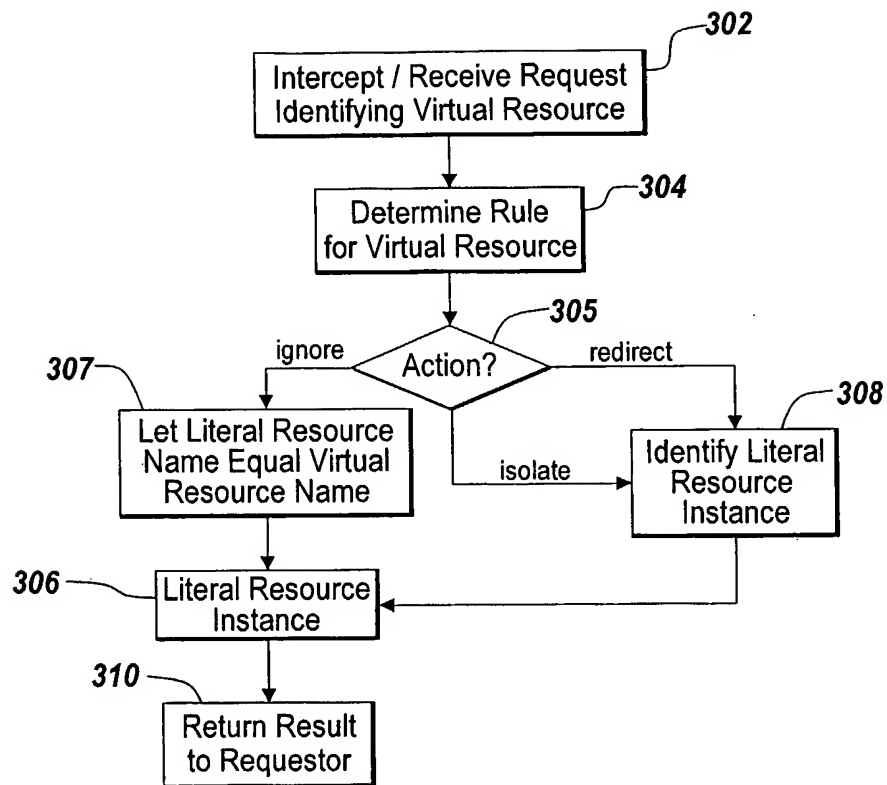 302
Intercept / Receive Request
Identifying Virtual Resource
304
Determine Rule
for Virtual Resource
305
Action?
ignore
redirect
isolate
307
Let Literal Resource
Name Equal Virtual
Resource Name
308
Identify Literal
Resource
Instance
306
Literal Resource
Instance
310
Return Result
to Requestor